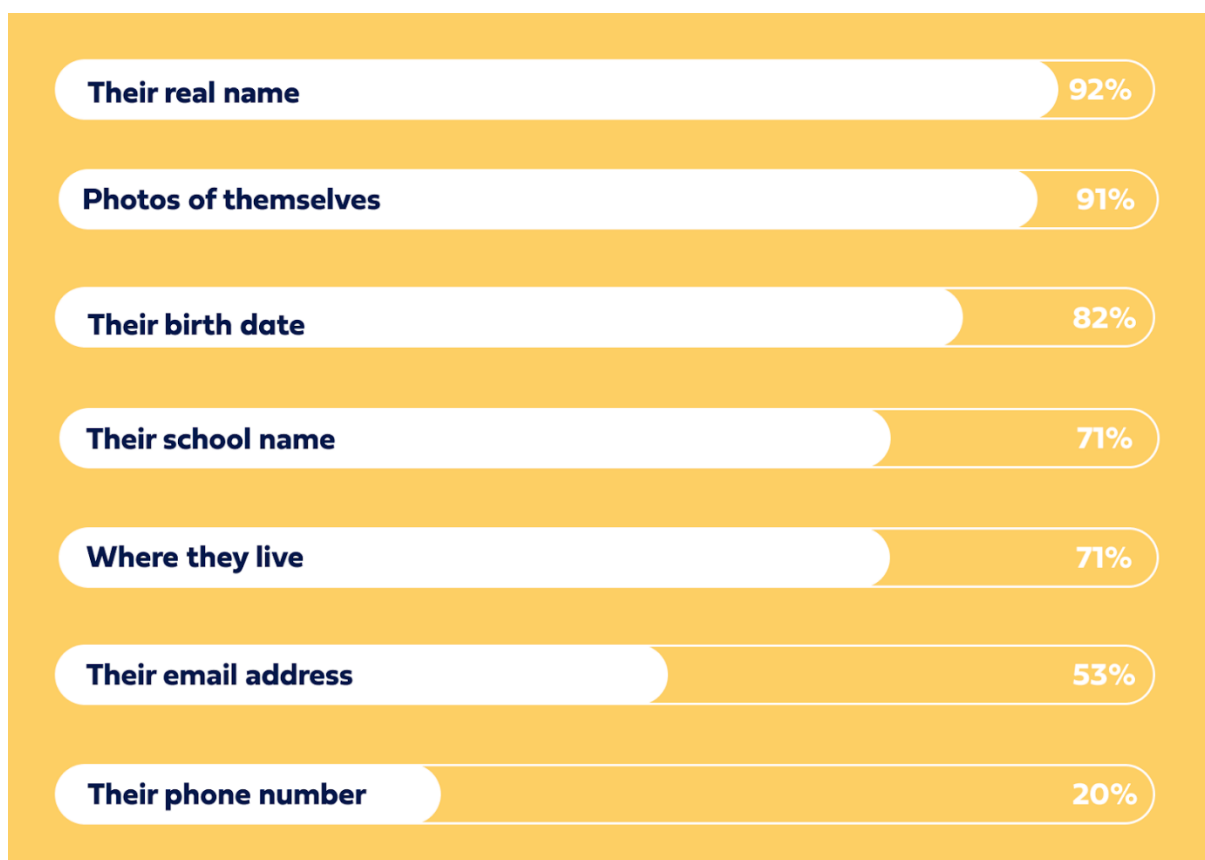 Their real name 92%
Photos of themselves 91%
Their birth date 82%
Their school name 71%
Where they live 71%
Their email address 53%
Their phone number 20%